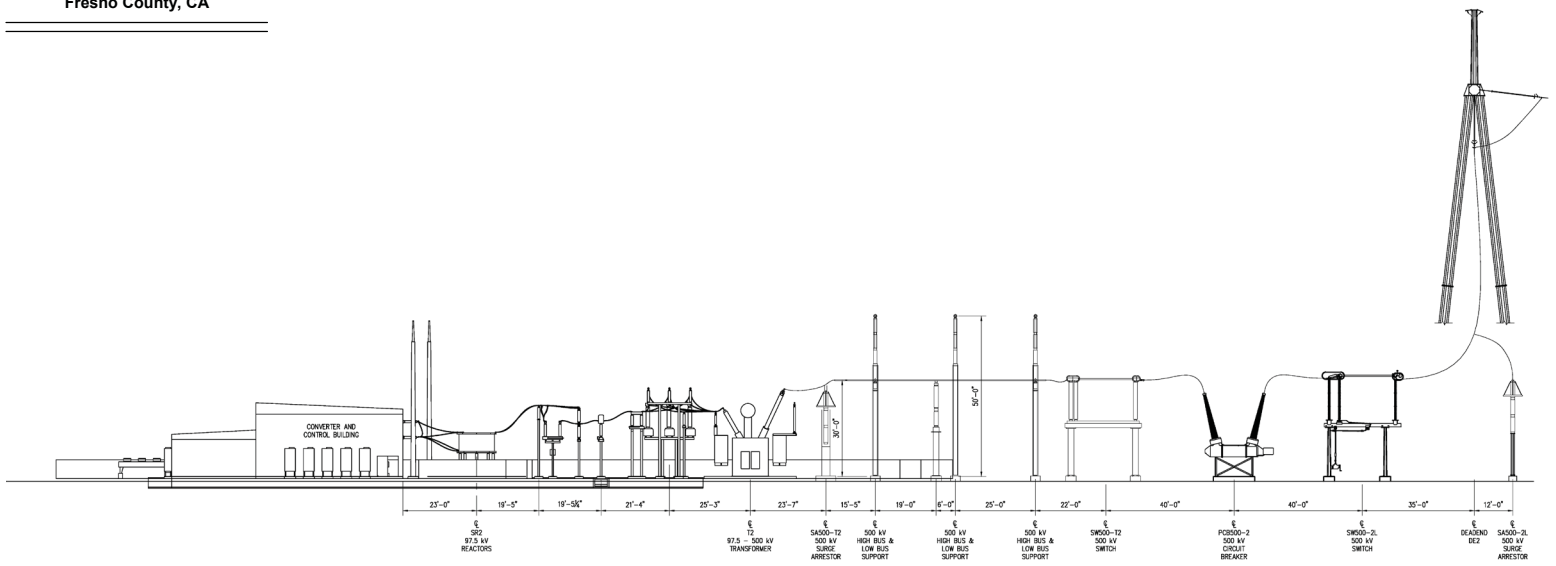 Fresno County, CA
CONVERTER AND
CONTROL BUILDING
30'-0"
50'-0"
23'-0"
19'-5"
19'-5¾"
21'-4"
25'-3"
23'-7"
15'-5"
19'-0"
6'-0"
25'-0"
22'-0"
40'-0"
40'-0"
35'-0"
12'-0"
℄
SR2
97.5 kV
REACTORS
℄
T2
97.5 - 500 kV
TRANSFORMER
℄
SA500-T2
500 kV
SURGE
ARRESTOR
℄
500 kV
HIGH BUS &
LOW BUS
SUPPORT
℄
500 kV
HIGH BUS &
LOW BUS
SUPPORT
℄
500 kV
HIGH BUS &
LOW BUS
SUPPORT
℄
SW500-T2
500 kV
SWITCH
℄
PCB500-2
500 kV
CIRCUIT
BREAKER
℄
SW500-2L
500 kV
SWITCH
℄
DEADEND
DE2
℄
SA500-2L
500 kV
SURGE
ARRESTOR